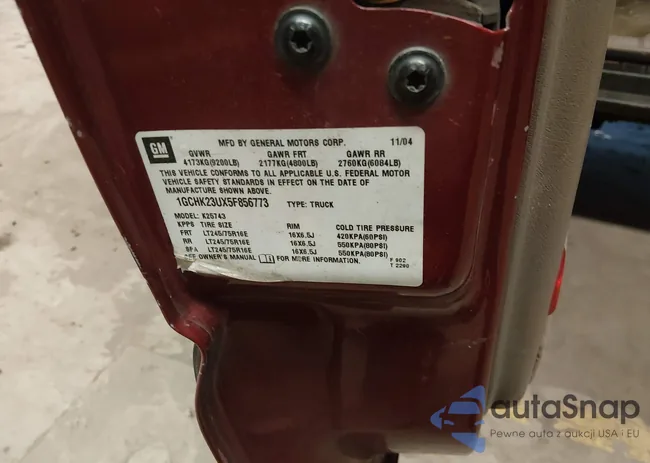 GM
MFD BY GENERAL MOTORS CORP. 11/04
GVWR GAWR FRT GAWR RR
4173KG(9200LB) 2177KG(4800LB) 2760KG(6084LB)
THIS VEHICLE CONFORMS TO ALL APPLICABLE U.S. FEDERAL MOTOR
VEHICLE SAFETY STANDARDS IN EFFECT ON THE DATE OF
MANUFACTURE SHOWN ABOVE.
1GCHK23UX5F856773 TYPE: TRUCK
MODEL: K25743
KPPS TIRE SIZE RIM COLD TIRE PRESSURE
FRT LT245/75R16E 16X6.5J 420KPA(60PSI)
RR LT245/75R16E 16X6.5J 550KPA(80PSI)
SPA LT245/75R16E 16X6.5J 550KPA(80PSI)
SEE OWNER'S MANUAL FOR MORE INFORMATION.
F 602
T 2260
autaSnap
Pewne auta z aukcji USA i EU